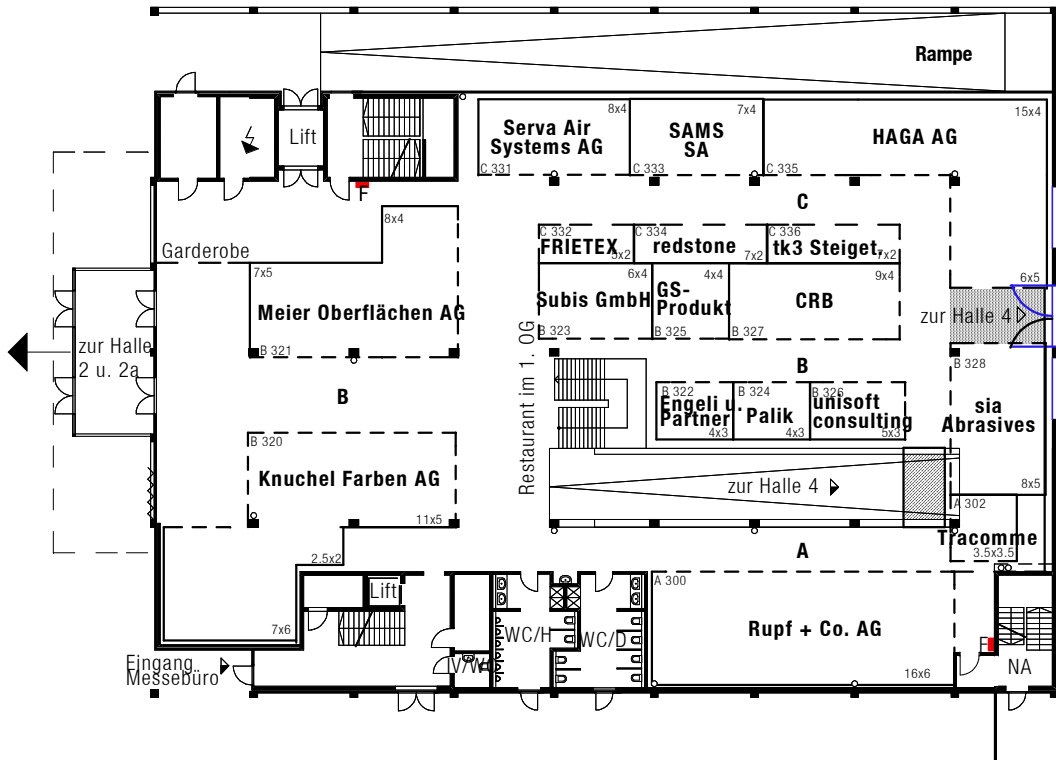 Rampe
8x4
7x4
15x4
Serva Air
Systems AG
SAMS
SA
HAGA AG
C 331
C 333
C 335
Lift
F
C
8x4
C 332
C 334
C 336
FRIETEX
redstone
tk3 Steiget.
5x2
7x2
7x2
Garderobe
7x5
Meier Oberflächen AG
B 321
6x4
4x4
9x4
Subis GmbH
GS-
Produkt
CRB
B 323
B 325
B 327
6x5
zur Halle 4
zur Halle
2 u. 2a
Restaurant im 1. OG
B
B
B 328
B 322
B 324
B 326
Engeli u.
Partner
Palik
unisoft
consulting
4x3
4x3
5x3
sia
Abrasives
8x5
B 320
Knuchel Farben AG
11x5
zur Halle 4
A 302
Tracomme
3.5x3.5
A
2.5x2
7x6
A 300
Rupf + Co. AG
16x6
Lift
WC/H
WC/D
IV/W
F
NA
Eingang
Messebüro